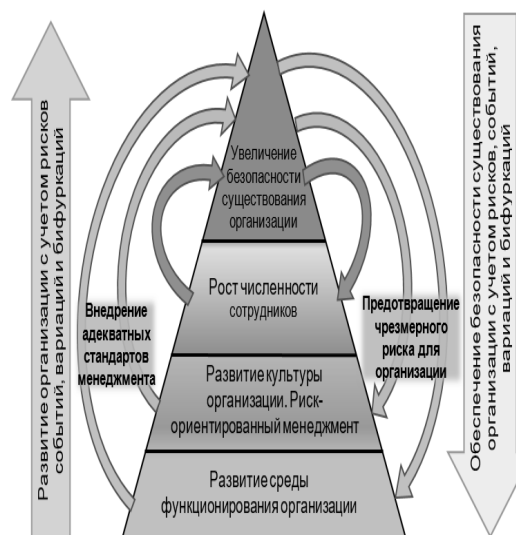 Развитие организации с учетом рисков
событий, вариаций и бифуркаций
Увеличение
безопасности
существования
организации
Рост численности
сотрудников
Внедрение
адекватных
стандартов
менеджмента
Предотвращение
чрезмерного
риска для
организации
Развитие культуры
организации. Риск-
ориентированный менеджмент
Развитие среды
функционирования организации
Обеспечение безопасности существования
организации с учетом рисков, событий,
вариаций и бифуркаций